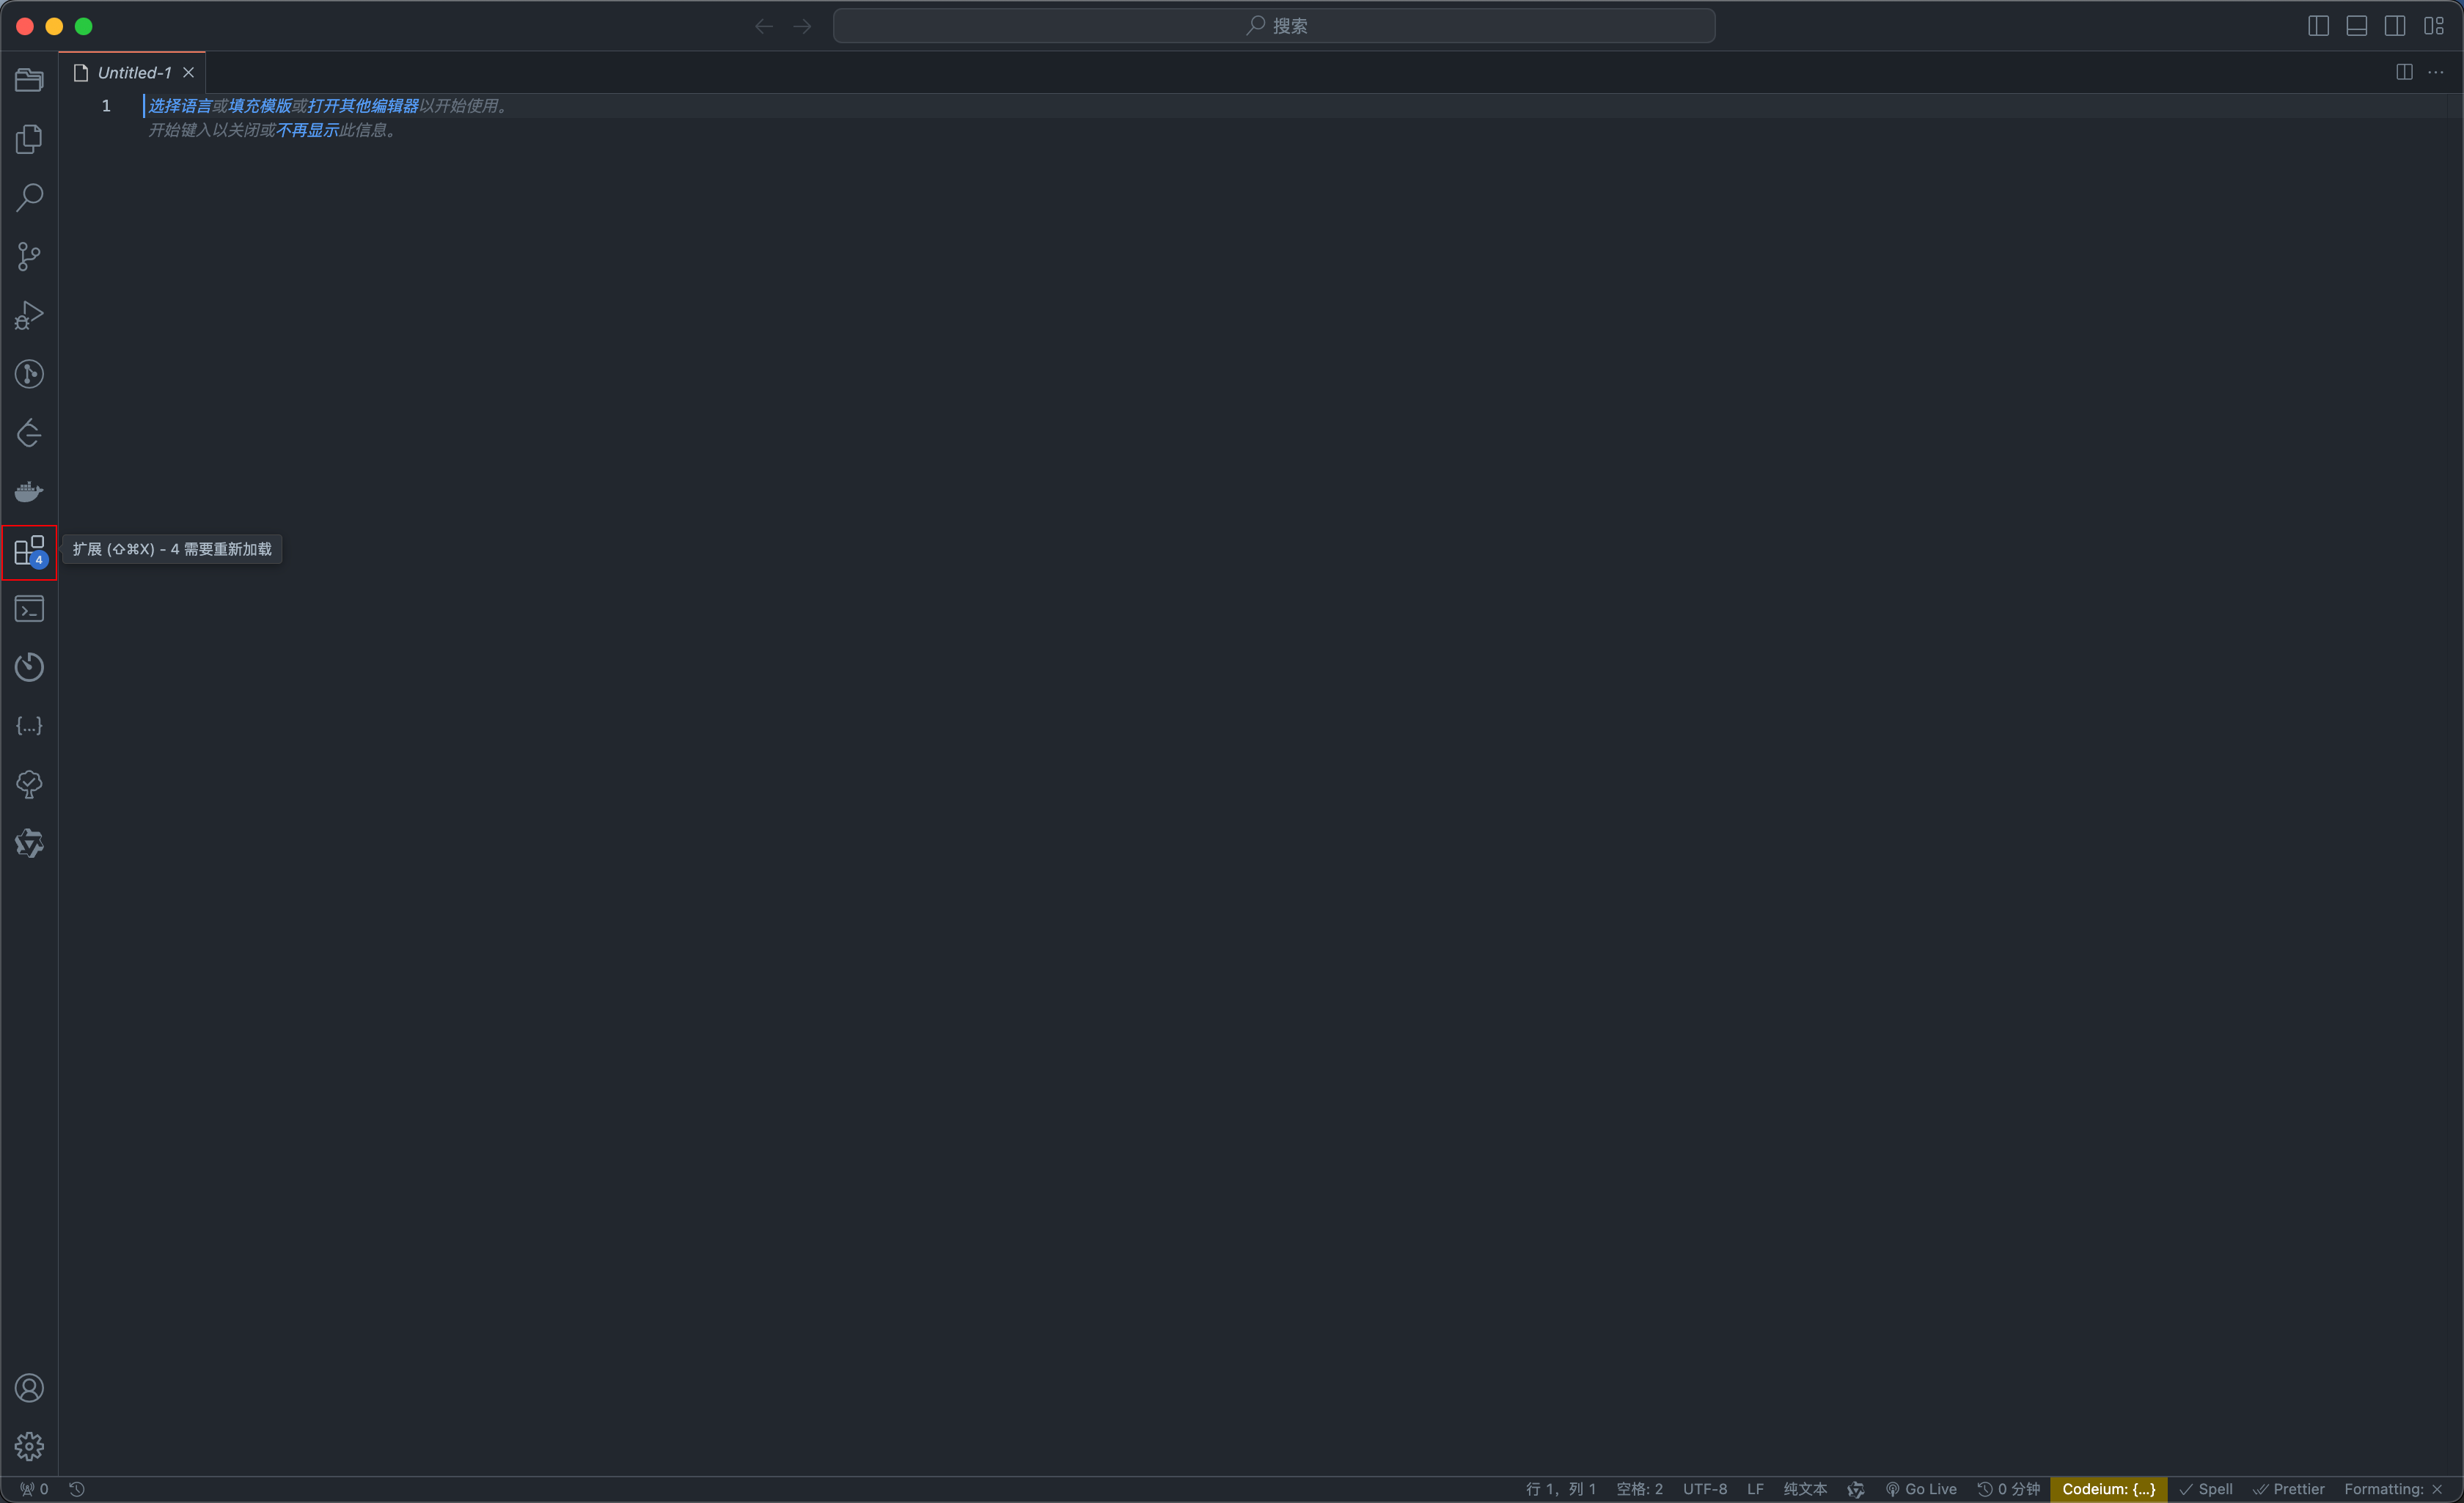 搜索
Untitled-1
1 选择语言或填充模版或打开其他编辑器以开始使用。
开始键入以关闭或不再显示此信息。
4 扩展 (⇧⌘X) - 4 需要重新加载
{...}
0 行 1，列 1 空格: 2 UTF-8 LF 纯文本 Go Live 0 分钟 Codeium: {...} Spell Prettier Formatting: ×